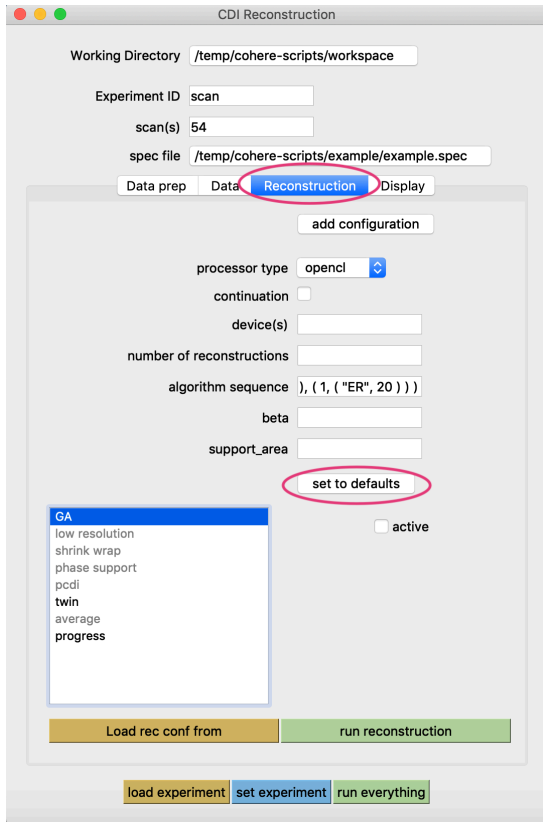 CDI Reconstruction
Working Directory /temp/cohere-scripts/workspace
Experiment ID scan
scan(s) 54
spec file /temp/cohere-scripts/example/example.spec
Data prep Data Reconstruction Display
add configuration
processor type opencl
continuation
device(s)
number of reconstructions
algorithm sequence ), ( 1, ( "ER", 20 ) ) )
beta
support_area
set to defaults
GA
active
low resolution
shrink wrap
phase support
pcdi
twin
average
progress
Load rec conf from run reconstruction
load experiment set experiment run everything